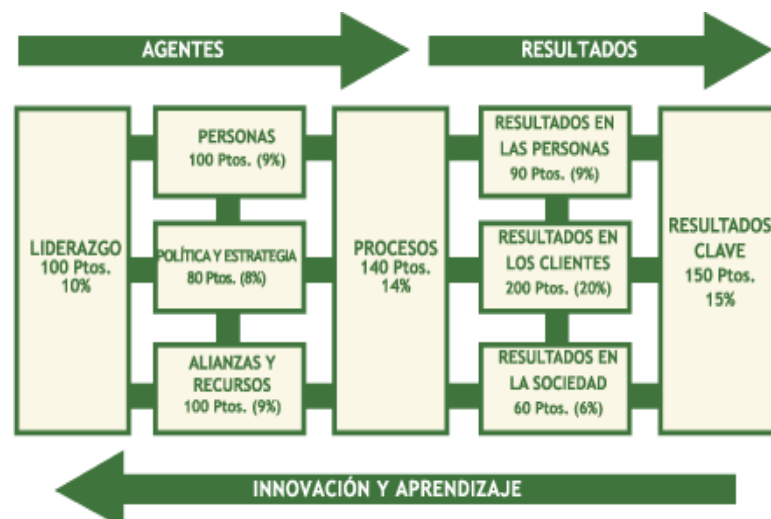 AGENTES
RESULTADOS
LIDERAZGO
100 Ptos.
10%
PERSONAS
100 Ptos. (9%)
POLÍTICA Y ESTRATEGIA
80 Ptos. (8%)
ALIANZAS Y
RECURSOS
100 Ptos. (9%)
PROCESOS
140 Ptos.
14%
RESULTADOS EN
LAS PERSONAS
90 Ptos. (9%)
RESULTADOS EN
LOS CLIENTES
200 Ptos. (20%)
RESULTADOS EN
LA SOCIEDAD
60 Ptos. (6%)
RESULTADOS
CLAVE
150 Ptos.
15%
INNOVACIÓN Y APRENDIZAJE